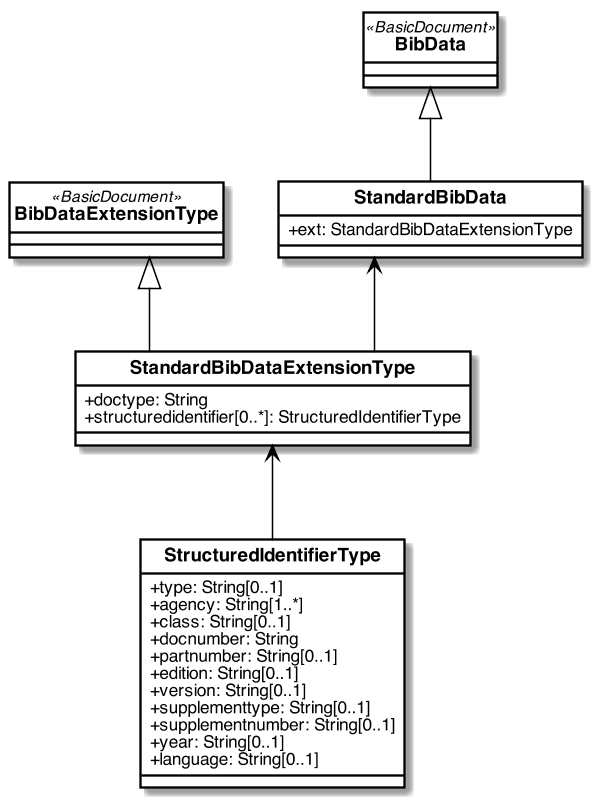 «BasicDocument»
BibData
«BasicDocument»
BibDataExtensionType
StandardBibData
+ext: StandardBibDataExtensionType
StandardBibDataExtensionType
+doctype: String
+structuredidentifier[0..*]: StructuredIdentifierType
StructuredIdentifierType
+type: String[0..1]
+agency: String[1..*]
+class: String[0..1]
+docnumber: String
+partnumber: String[0..1]
+edition: String[0..1]
+version: String[0..1]
+supplementtype: String[0..1]
+supplementnumber: String[0..1]
+year: String[0..1]
+language: String[0..1]